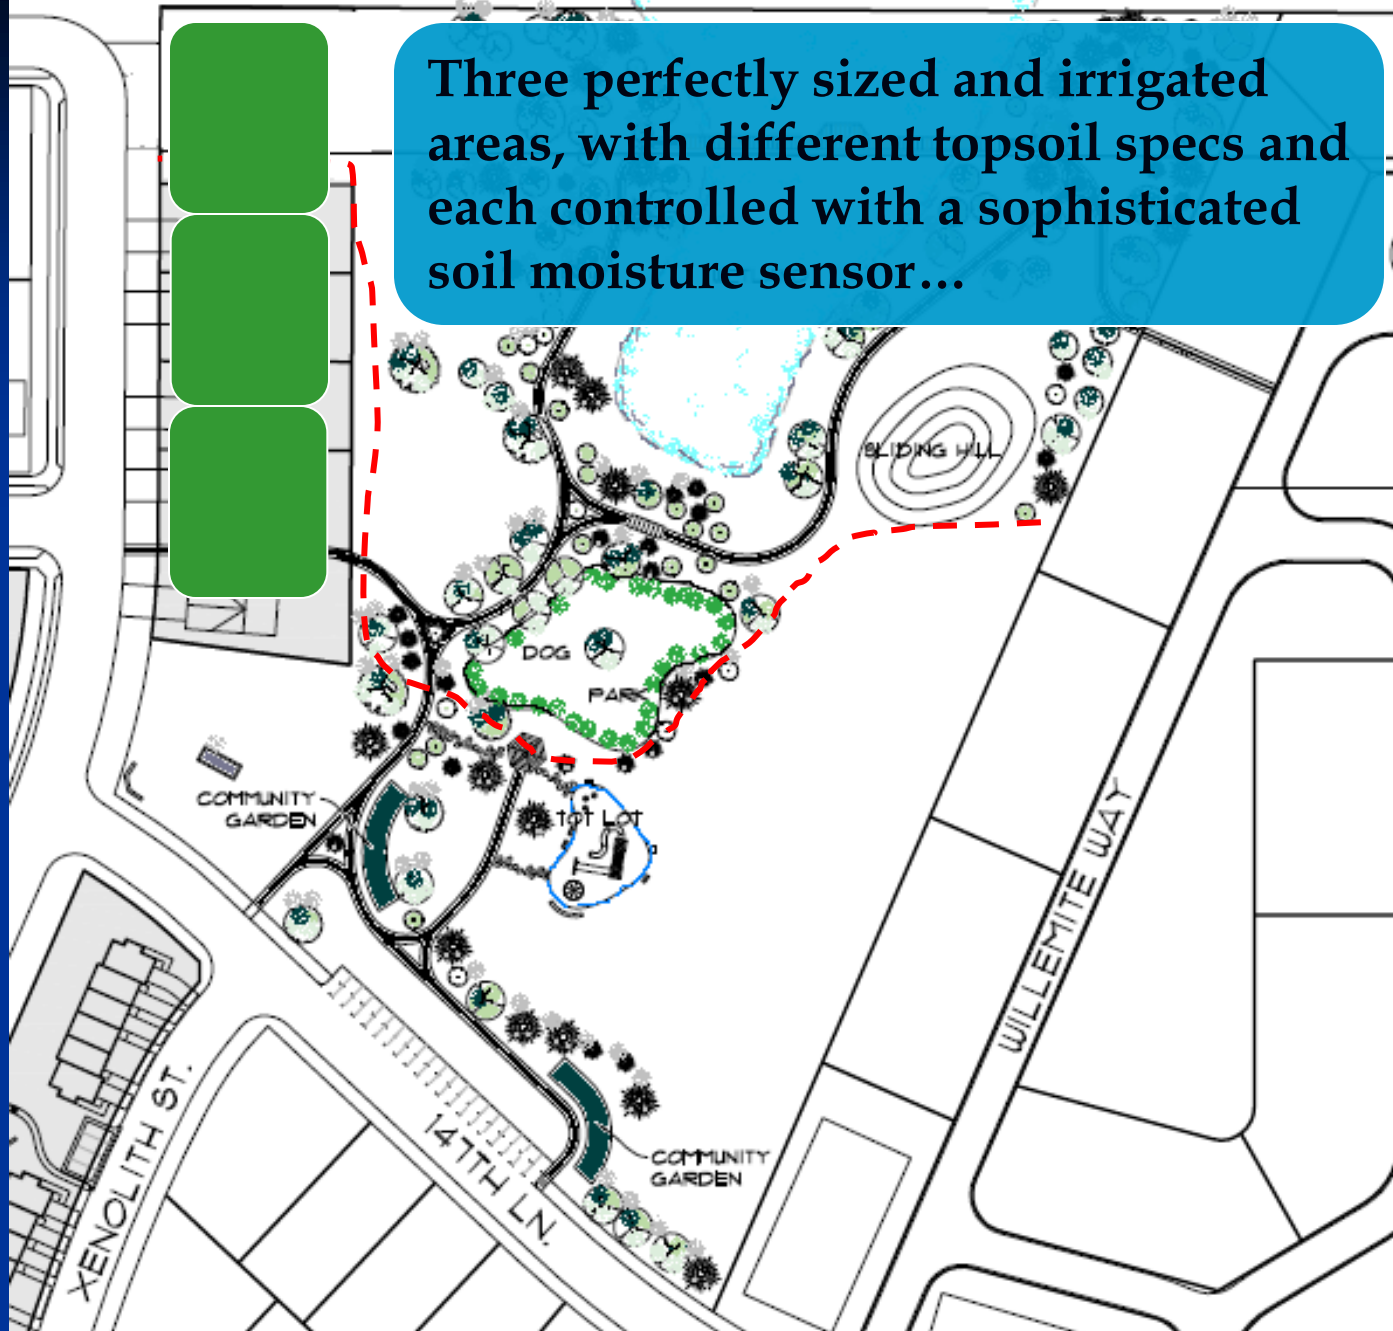 Three perfectly sized and irrigated
areas, with different topsoil specs and
each controlled with a sophisticated
soil moisture sensor…
SLIDING HILL
DOG
PARK
COMMUNITY
GARDEN
TOT LOT
WILLEMITE WAY
XENOLITH ST.
147TH LN.
COMMUNITY
GARDEN